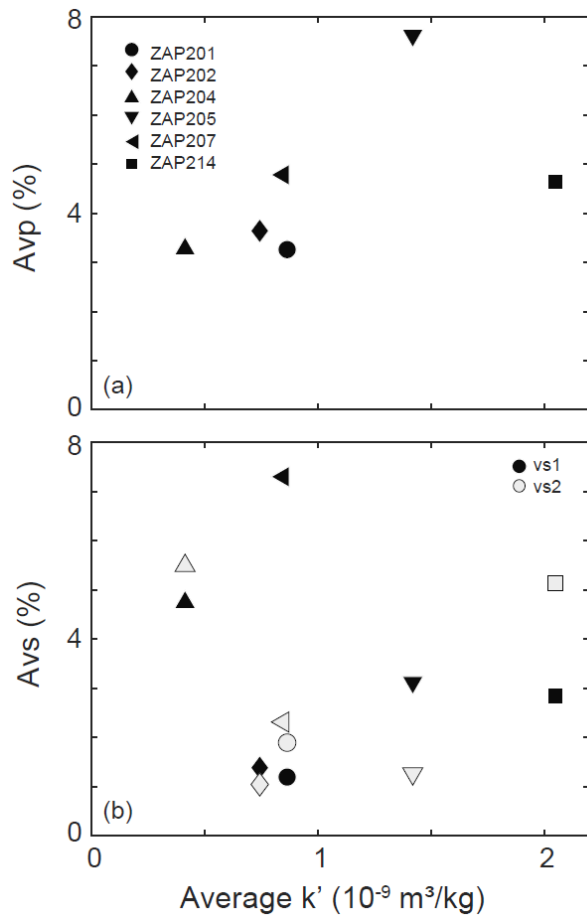 8
ZAP201
ZAP202
ZAP204
ZAP205
ZAP207
ZAP214
Avp (%)
4
(a)
0
8
vs1
vs2
Avs (%)
4
(b)
0
0
1
2
Average k' (10⁻⁹ m³/kg)